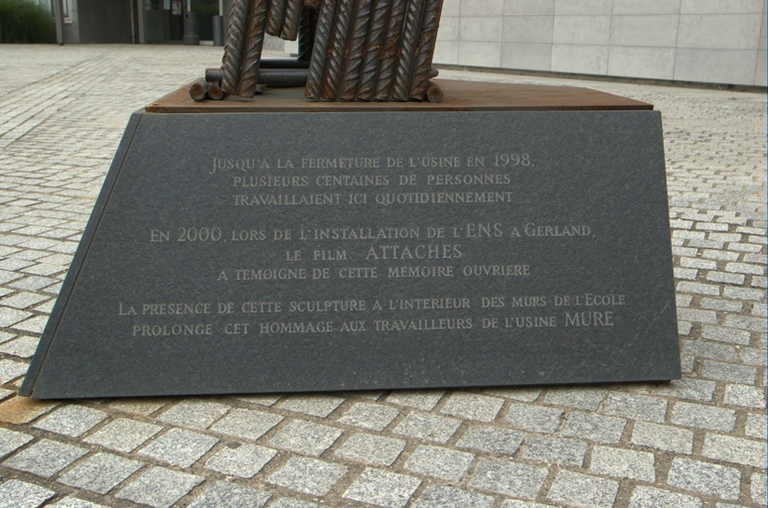 JUSQU'A LA FERMETURE DE L'USINE EN 1998,
PLUSIEURS CENTAINES DE PERSONNES
TRAVAILLAIENT ICI QUOTIDIENNEMENT
EN 2000, LORS DE L'INSTALLATION DE L'ENS A GERLAND,
LE FILM ATTACHES
A TEMOIGNE DE CETTE MEMOIRE OUVRIERE
LA PRESENCE DE CETTE SCULPTURE A L'INTERIEUR DES MURS DE L'ECOLE
PROLONGE CET HOMMAGE AUX TRAVAILLEURS DE L'USINE MURE